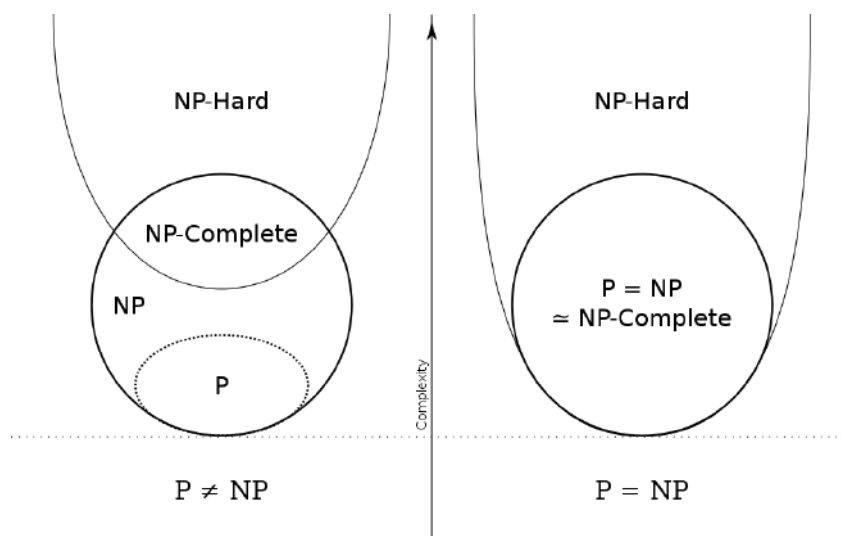 NP-Hard
NP-Complete
NP
P
P ≠ NP
Complexity
NP-Hard
P = NP
≃ NP-Complete
P = NP